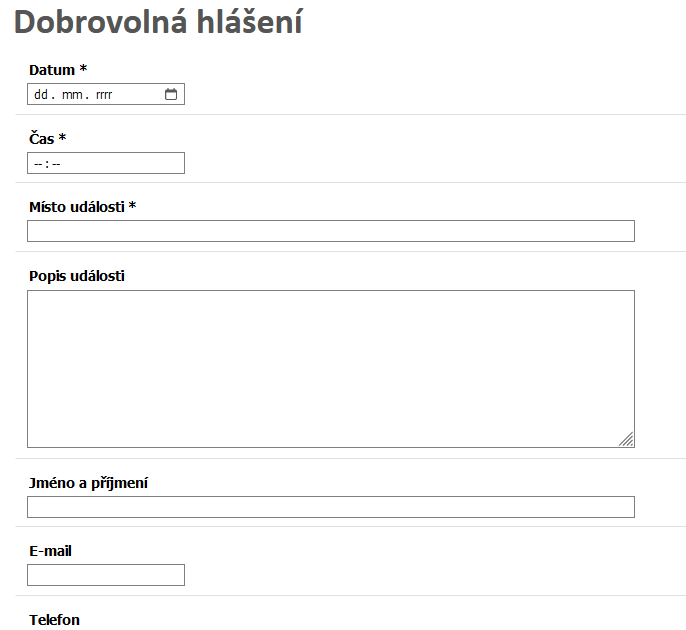 Dobrovolná hlášení
Datum *
dd . mm . rrrr
Čas *
-- : --
Místo události *
Popis události
Jméno a příjmení
E-mail
Telefon